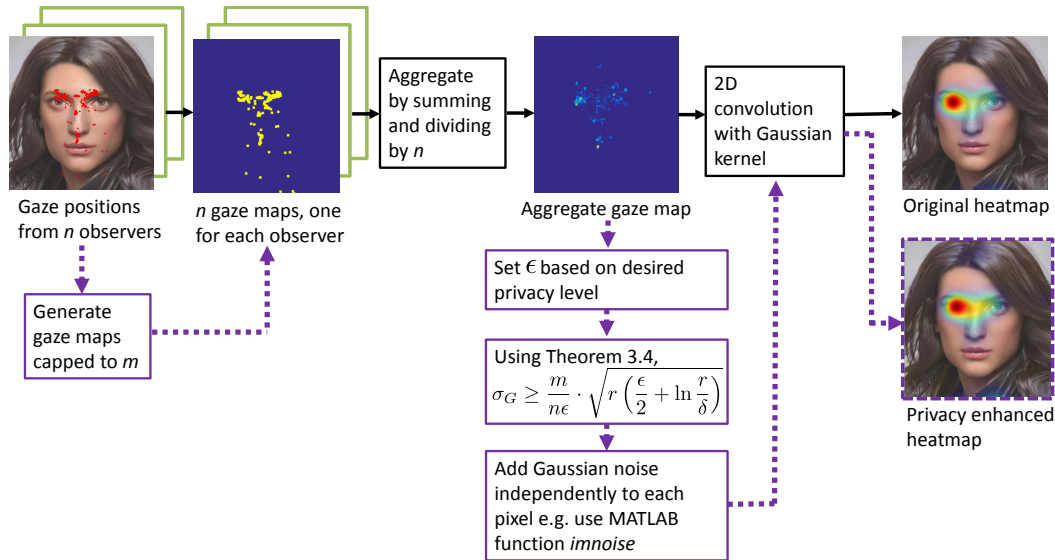 Gaze positions
from n observers
n gaze maps, one
for each observer
Aggregate
by summing
and dividing
by n
Aggregate gaze map
2D
convolution
with Gaussian
kernel
Original heatmap
Generate
gaze maps
capped to m
Set ϵ based on desired
privacy level
Using Theorem 3.4,
σ_G ≥ m/(nϵ) · √(r(ϵ/2 + ln r/δ))
Add Gaussian noise
independently to each
pixel e.g. use MATLAB
function imnoise
Privacy enhanced
heatmap